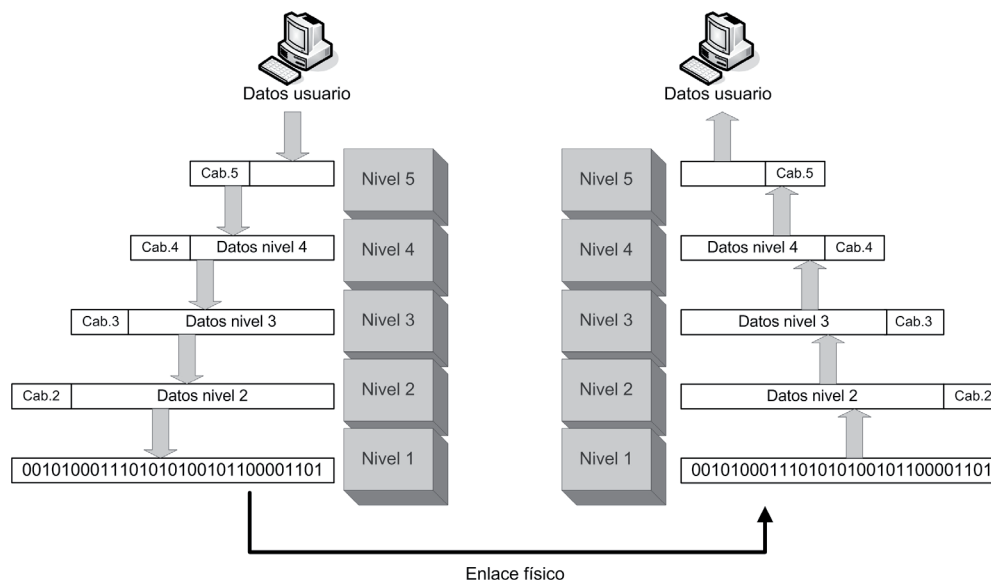 Datos usuario
Datos usuario
Cab.5
Nivel 5
Nivel 5
Cab.5
Cab.4 Datos nivel 4
Nivel 4
Nivel 4
Datos nivel 4 Cab.4
Cab.3 Datos nivel 3
Nivel 3
Nivel 3
Datos nivel 3 Cab.3
Cab.2 Datos nivel 2
Nivel 2
Nivel 2
Datos nivel 2 Cab.2
0010100011101010100101100001101
Nivel 1
Nivel 1
0010100011101010100101100001101
Enlace físico